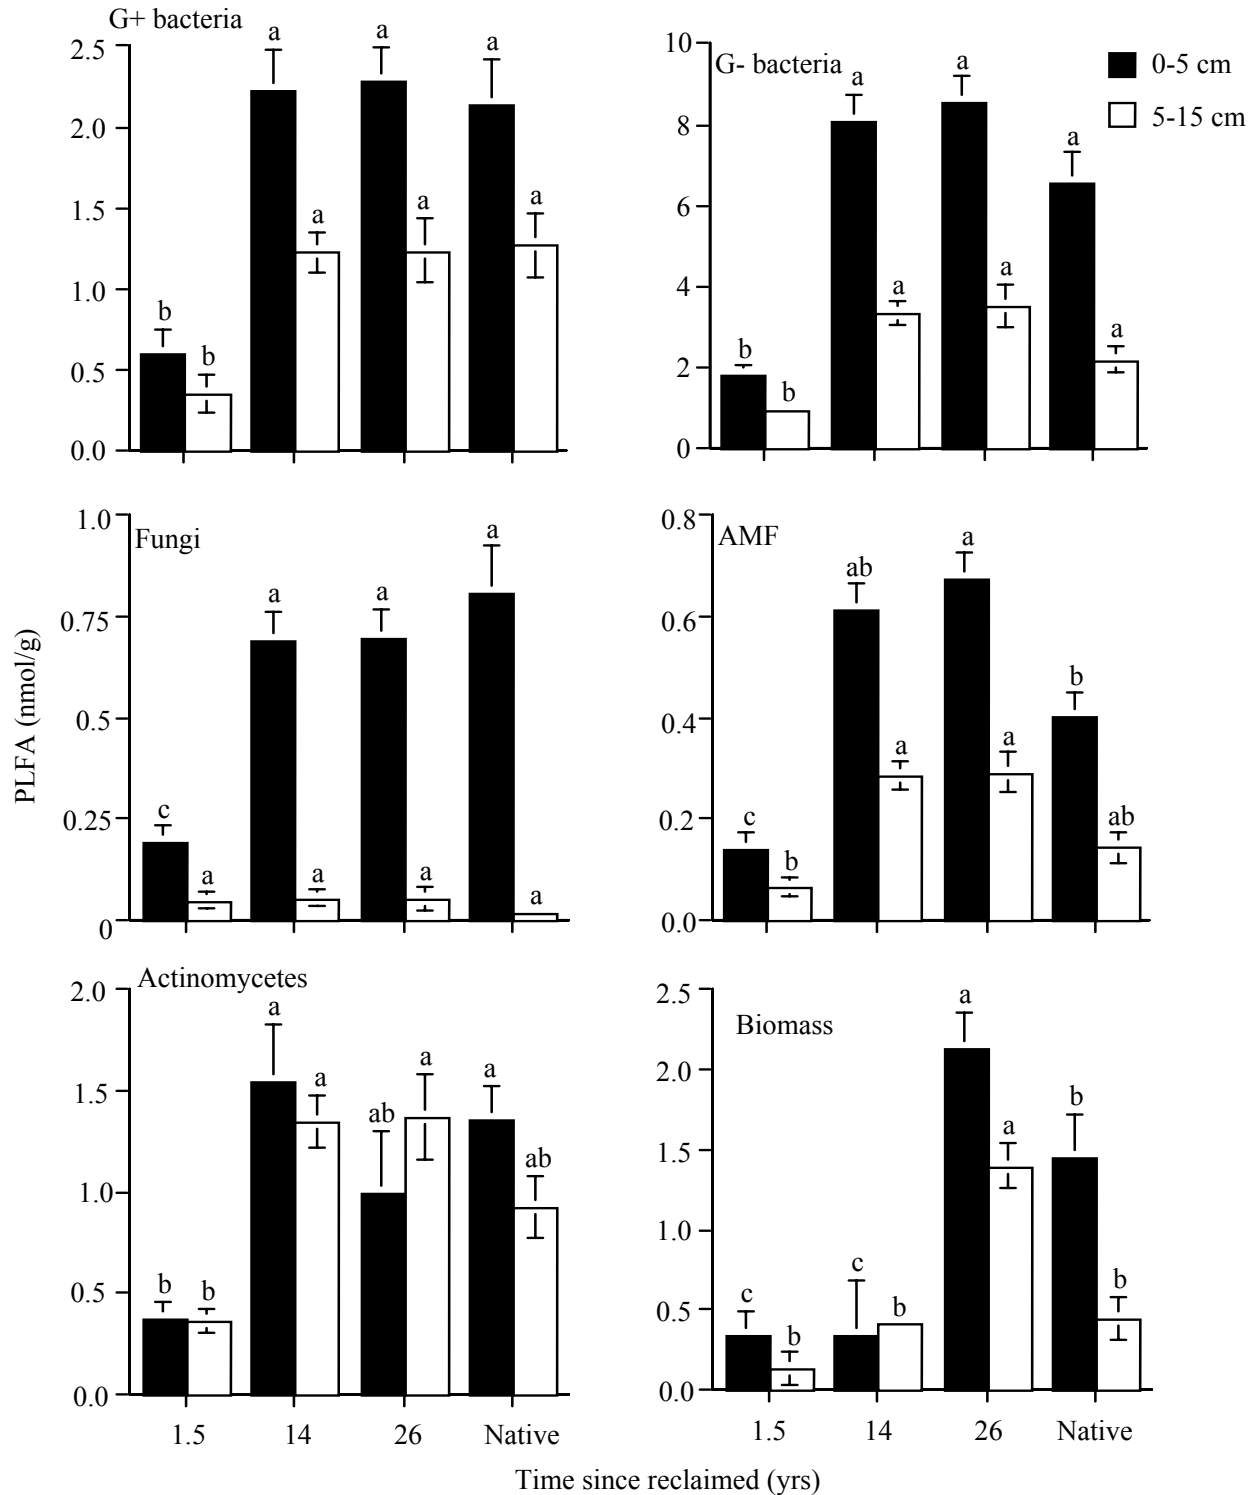 G+ bacteria
2.5
2.0
1.5
1.0
0.5
0.0
a
a
a
a
a
a
b
b
G- bacteria
10
8
6
4
2
0
a
a
a
a
a
a
b
b
0-5 cm
5-15 cm
PLFA (nmol/g)
Fungi
1.0
0.75
0.5
0.25
0
a
a
a
c
a
a
a
a
AMF
0.8
0.6
0.4
0.2
0.0
a
ab
b
a
a
c
b
ab
Actinomycetes
2.0
1.5
1.0
0.5
0.0
a
a
a
a
ab
ab
b
b
1.5
14
26
Native
Biomass
2.5
2.0
1.5
1.0
0.5
0.0
a
b
a
c
c
b
b
b
1.5
14
26
Native
Time since reclaimed (yrs)